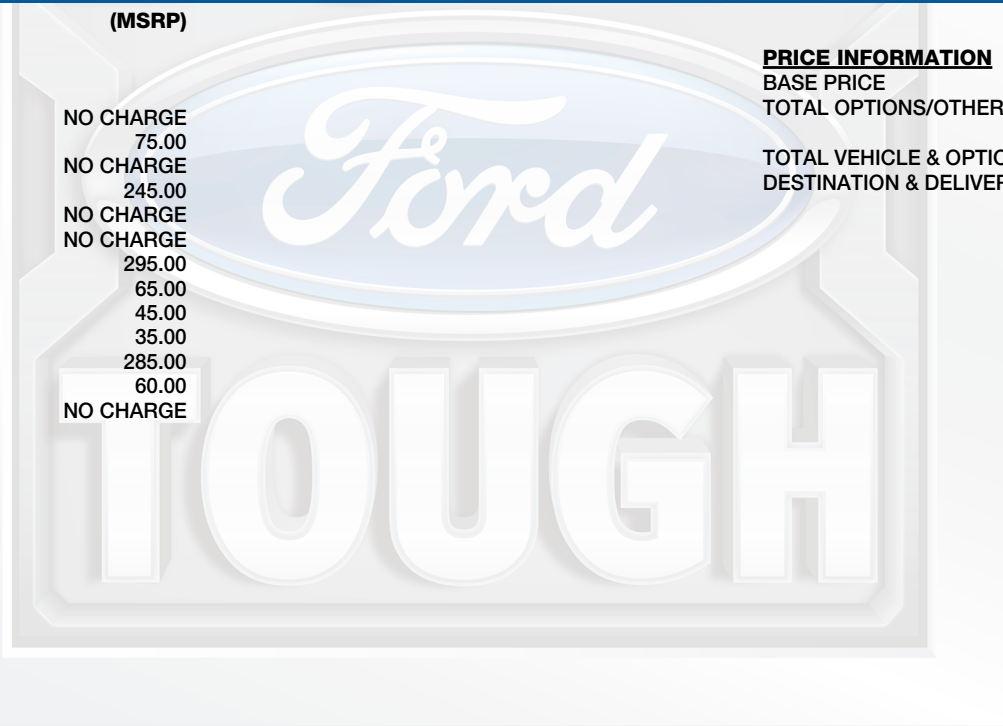 (MSRP)
NO CHARGE
75.00
NO CHARGE
245.00
NO CHARGE
NO CHARGE
295.00
65.00
45.00
35.00
285.00
60.00
NO CHARGE
PRICE INFORMATION
BASE PRICE
TOTAL OPTIONS/OTHER
TOTAL VEHICLE & OPTIO
DESTINATION & DELIVER
Ford
TOUGH